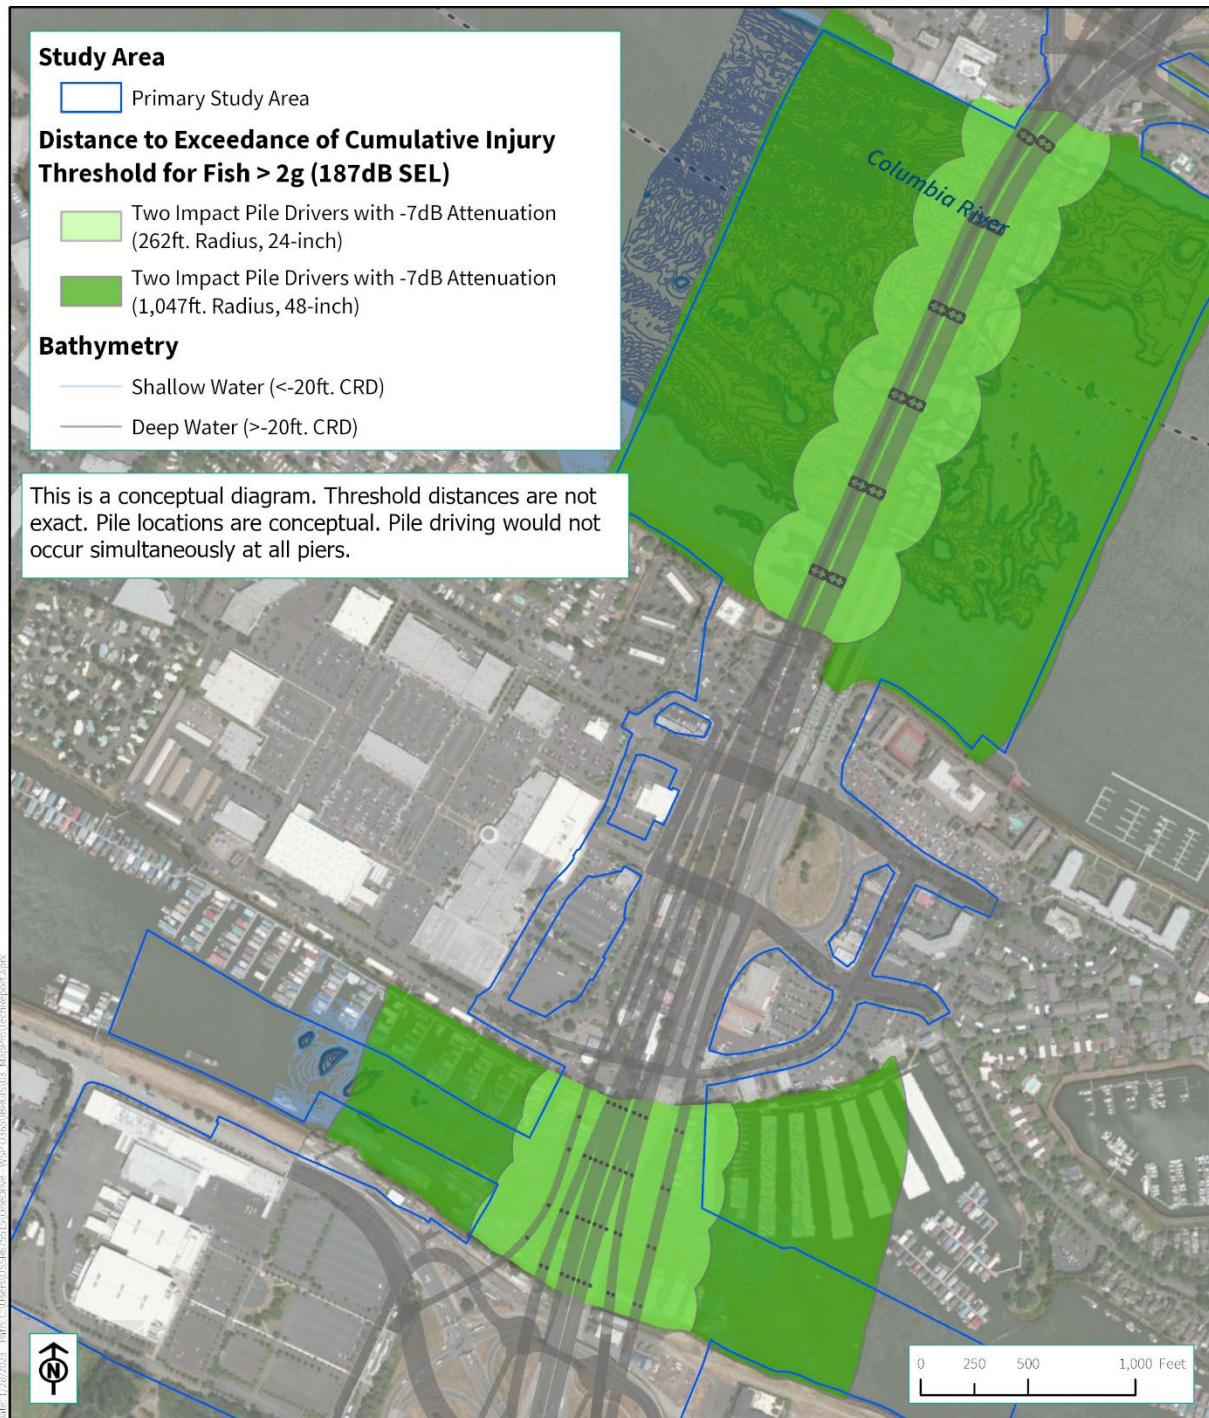 Study Area
Primary Study Area
Distance to Exceedance of Cumulative Injury
Threshold for Fish > 2g (187dB SEL)
Two Impact Pile Drivers with -7dB Attenuation
(262ft. Radius, 24-inch)
Two Impact Pile Drivers with -7dB Attenuation
(1,047ft. Radius, 48-inch)
Bathymetry
Shallow Water (<-20ft. CRD)
Deep Water (>-20ft. CRD)
This is a conceptual diagram. Threshold distances are not
exact. Pile locations are conceptual. Pile driving would not
occur simultaneously at all piers.
Columbia River
N
0 250 500 1,000 Feet